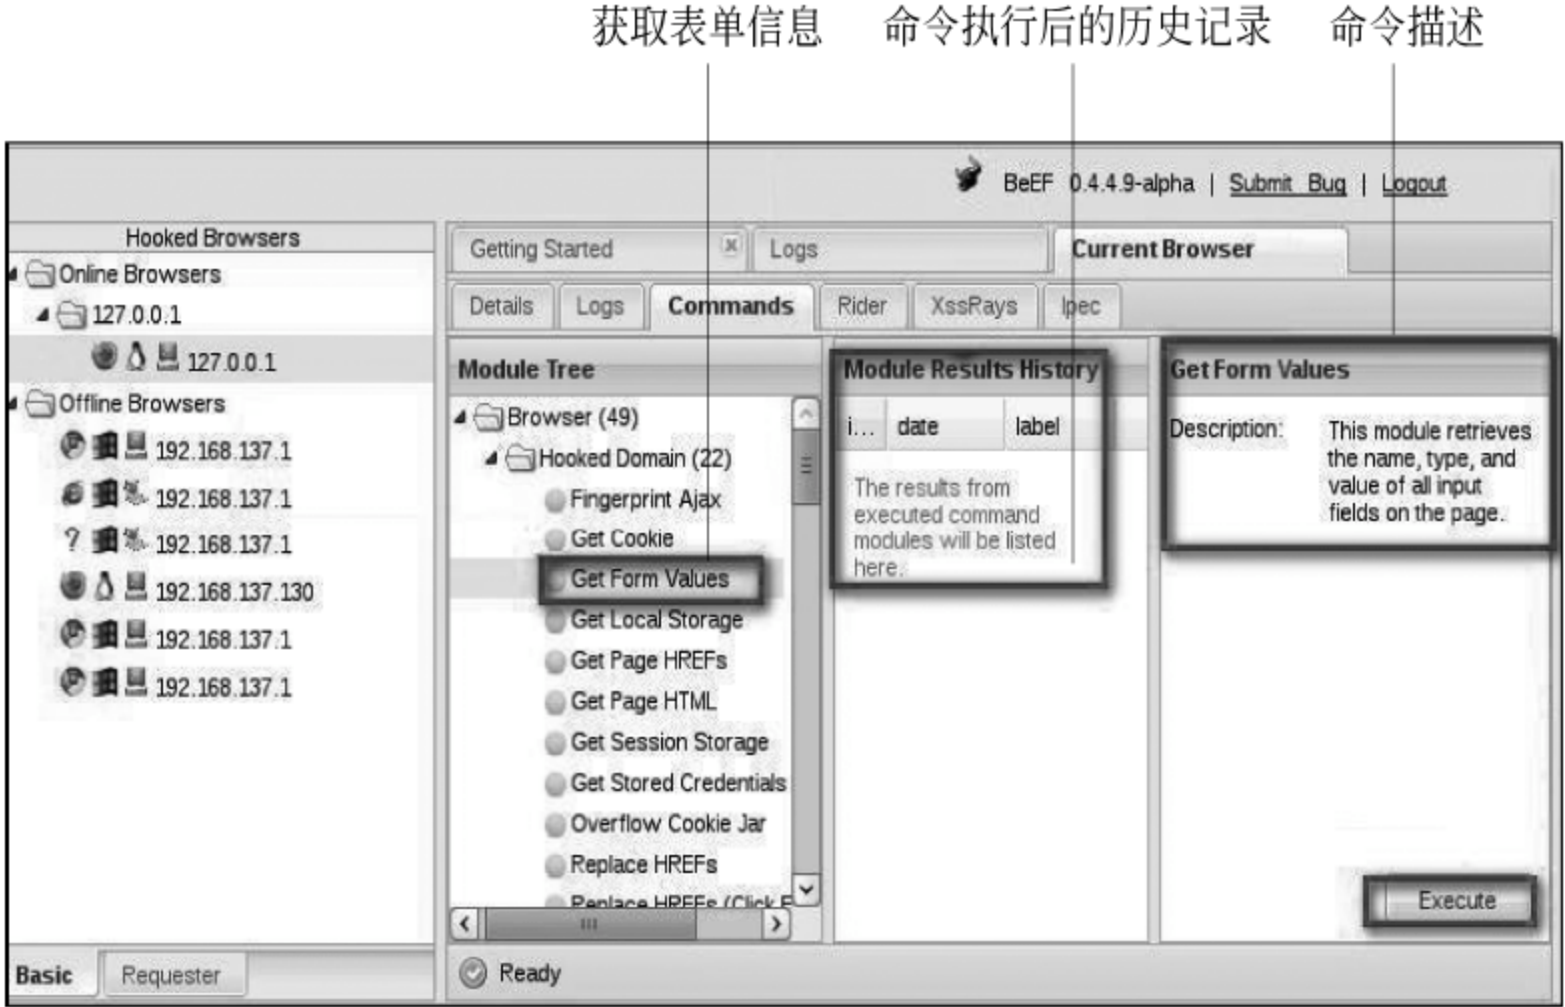 获取表单信息 命令执行后的历史记录 命令描述
BeEF 0.4.4.9-alpha | Submit Bug | Logout
Hooked Browsers
Online Browsers
127.0.0.1
127.0.0.1
Offline Browsers
192.168.137.1
192.168.137.1
192.168.137.1
192.168.137.130
192.168.137.1
192.168.137.1
Basic Requester
Getting Started Logs Current Browser
Details Logs Commands Rider XssRays Ipec
Module Tree
Browser (49)
Hooked Domain (22)
Fingerprint Ajax
Get Cookie
Get Form Values
Get Local Storage
Get Page HREFs
Get Page HTML
Get Session Storage
Get Stored Credentials
Overflow Cookie Jar
Replace HREFs
Replace HREFs (Click E
Module Results History
i... date label
The results from
executed command
modules will be listed
here.
Get Form Values
Description: This module retrieves
the name, type, and
value of all input
fields on the page.
Execute
Ready